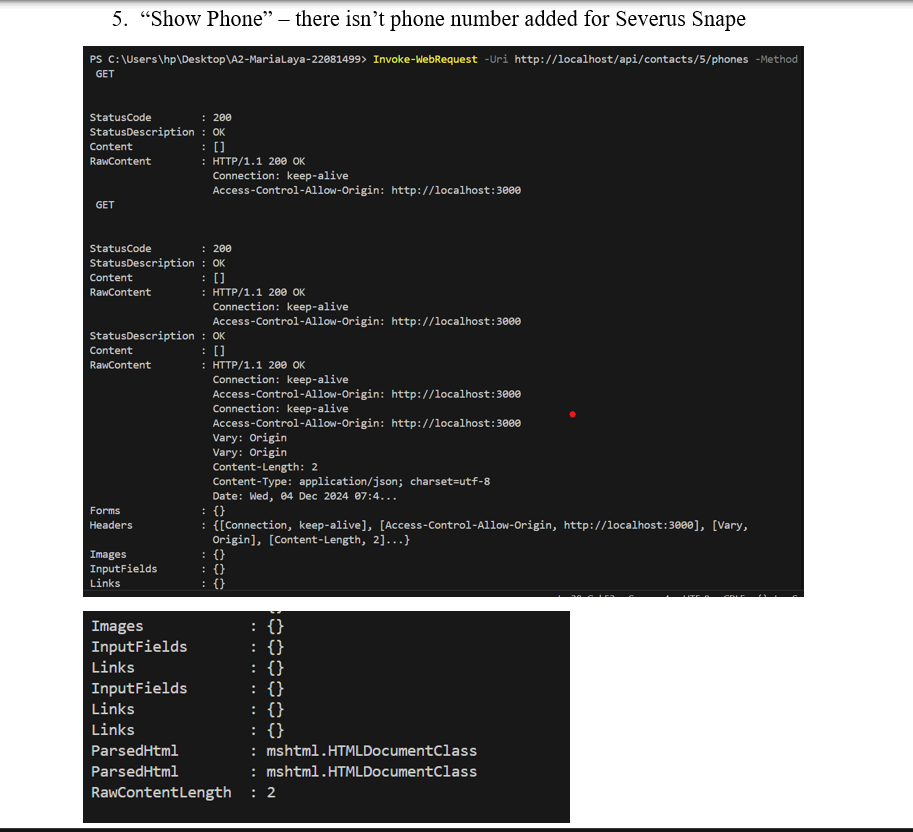 5. “Show Phone” – there isn’t phone number added for Severus Snape
PS C:\Users\hp\Desktop\A2-MariaLaya-22081499> Invoke-WebRequest -Uri http://localhost/api/contacts/5/phones -Method
GET
StatusCode : 200
StatusDescription : OK
Content : []
RawContent : HTTP/1.1 200 OK
Connection: keep-alive
Access-Control-Allow-Origin: http://localhost:3000
GET
StatusCode : 200
StatusDescription : OK
Content : []
RawContent : HTTP/1.1 200 OK
Connection: keep-alive
Access-Control-Allow-Origin: http://localhost:3000
StatusDescription : OK
Content : []
RawContent : HTTP/1.1 200 OK
Connection: keep-alive
Access-Control-Allow-Origin: http://localhost:3000
Connection: keep-alive
Access-Control-Allow-Origin: http://localhost:3000
Vary: Origin
Vary: Origin
Content-Length: 2
Content-Type: application/json; charset=utf-8
Date: Wed, 04 Dec 2024 07:4...
Forms : {}
Headers : {[Connection, keep-alive], [Access-Control-Allow-Origin, http://localhost:3000], [Vary,
Origin], [Content-Length, 2]...}
Images : {}
InputFields : {}
Links : {}
Images : {}
InputFields : {}
Links : {}
InputFields : {}
Links : {}
Links : {}
ParsedHtml : mshtml.HTMLDocumentClass
ParsedHtml : mshtml.HTMLDocumentClass
RawContentLength : 2